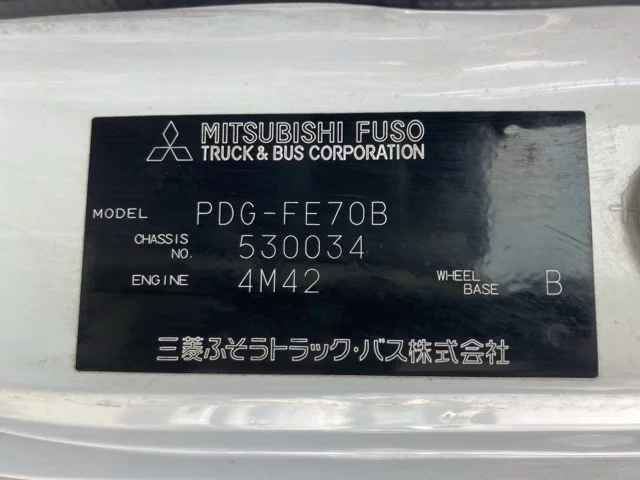 MITSUBISHI FUSO
TRUCK & BUS CORPORATION
MODEL PDG-FE70B
CHASSIS NO. 530034
ENGINE 4M42 WHEEL BASE B
三菱ふそうトラック・バス株式会社